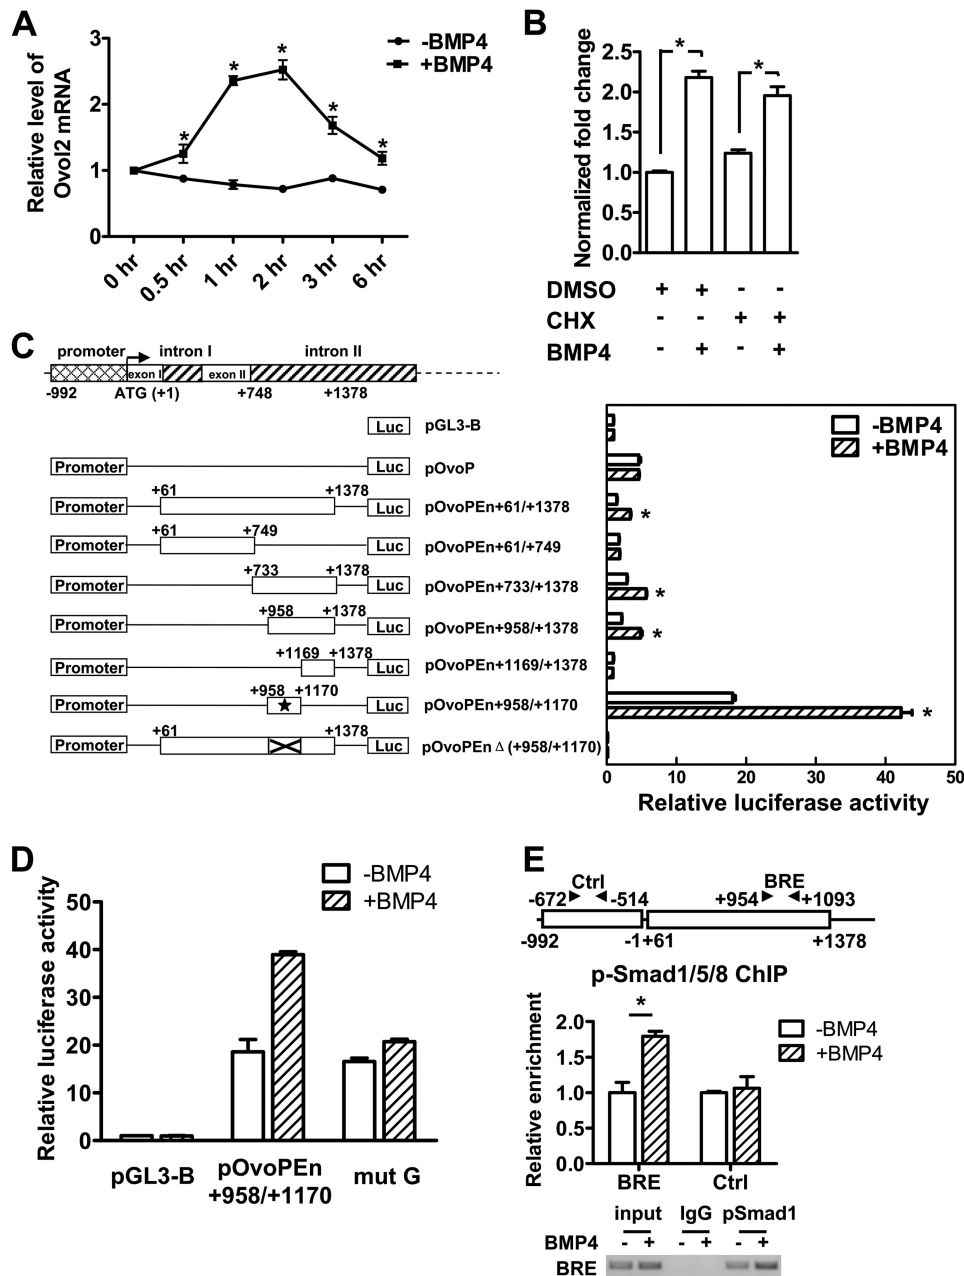 A
Relative level of
Ovol2 mRNA
3
2
1
0
0 hr
0.5 hr
1 hr
2 hr
3 hr
6 hr
-BMP4
+BMP4
*
*
*
*
*
B
Normalized fold change
2.5
2.0
1.5
1.0
0.5
0.0
*
*
DMSO + + - -
CHX - - + +
BMP4 - + - +
C
promoter intron I intron II
exon I exon II
-992 ATG (+1) +748 +1378
Luc pGL3-B
Promoter Luc pOvoP
+61 +1378
Promoter Luc pOvoPEn+61/+1378
+61 +749
Promoter Luc pOvoPEn+61/+749
+733 +1378
Promoter Luc pOvoPEn+733/+1378
+958 +1378
Promoter Luc pOvoPEn+958/+1378
+1169 +1378
Promoter Luc pOvoPEn+1169/+1378
+958 +1170
Promoter Luc pOvoPEn+958/+1170
+61 +1378
Promoter Luc pOvoPEn Δ (+958/+1170)
-BMP4
+BMP4
*
*
*
*
0 10 20 30 40 50
Relative luciferase activity
D
Relative luciferase activity
-BMP4
+BMP4
50
40
30
20
10
0
pGL3-B pOvoPEn mut G
+958/+1170
E
Ctrl BRE
-672 -514 +954 +1093
-992 -1 +61 +1378
p-Smad1/5/8 ChIP
Relative enrichment
2.0
1.5
1.0
0.5
0.0
*
-BMP4
+BMP4
BRE Ctrl
input IgG pSmad1
BMP4 - + - + - +
BRE